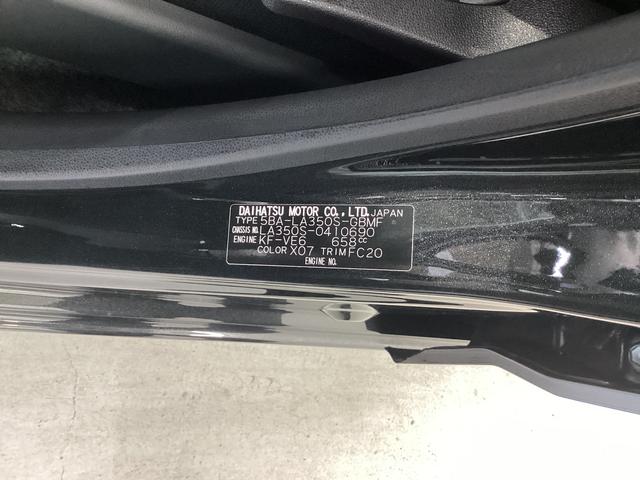 DAIHATSU MOTOR CO., LTD. JAPAN
TYPE 5BA-LA350S-GBMF
CHASSIS NO. LA350S-0410690
ENGINE KF-VE6 658cc
COLOR X07 TRIM FC20
ENGINE NO.